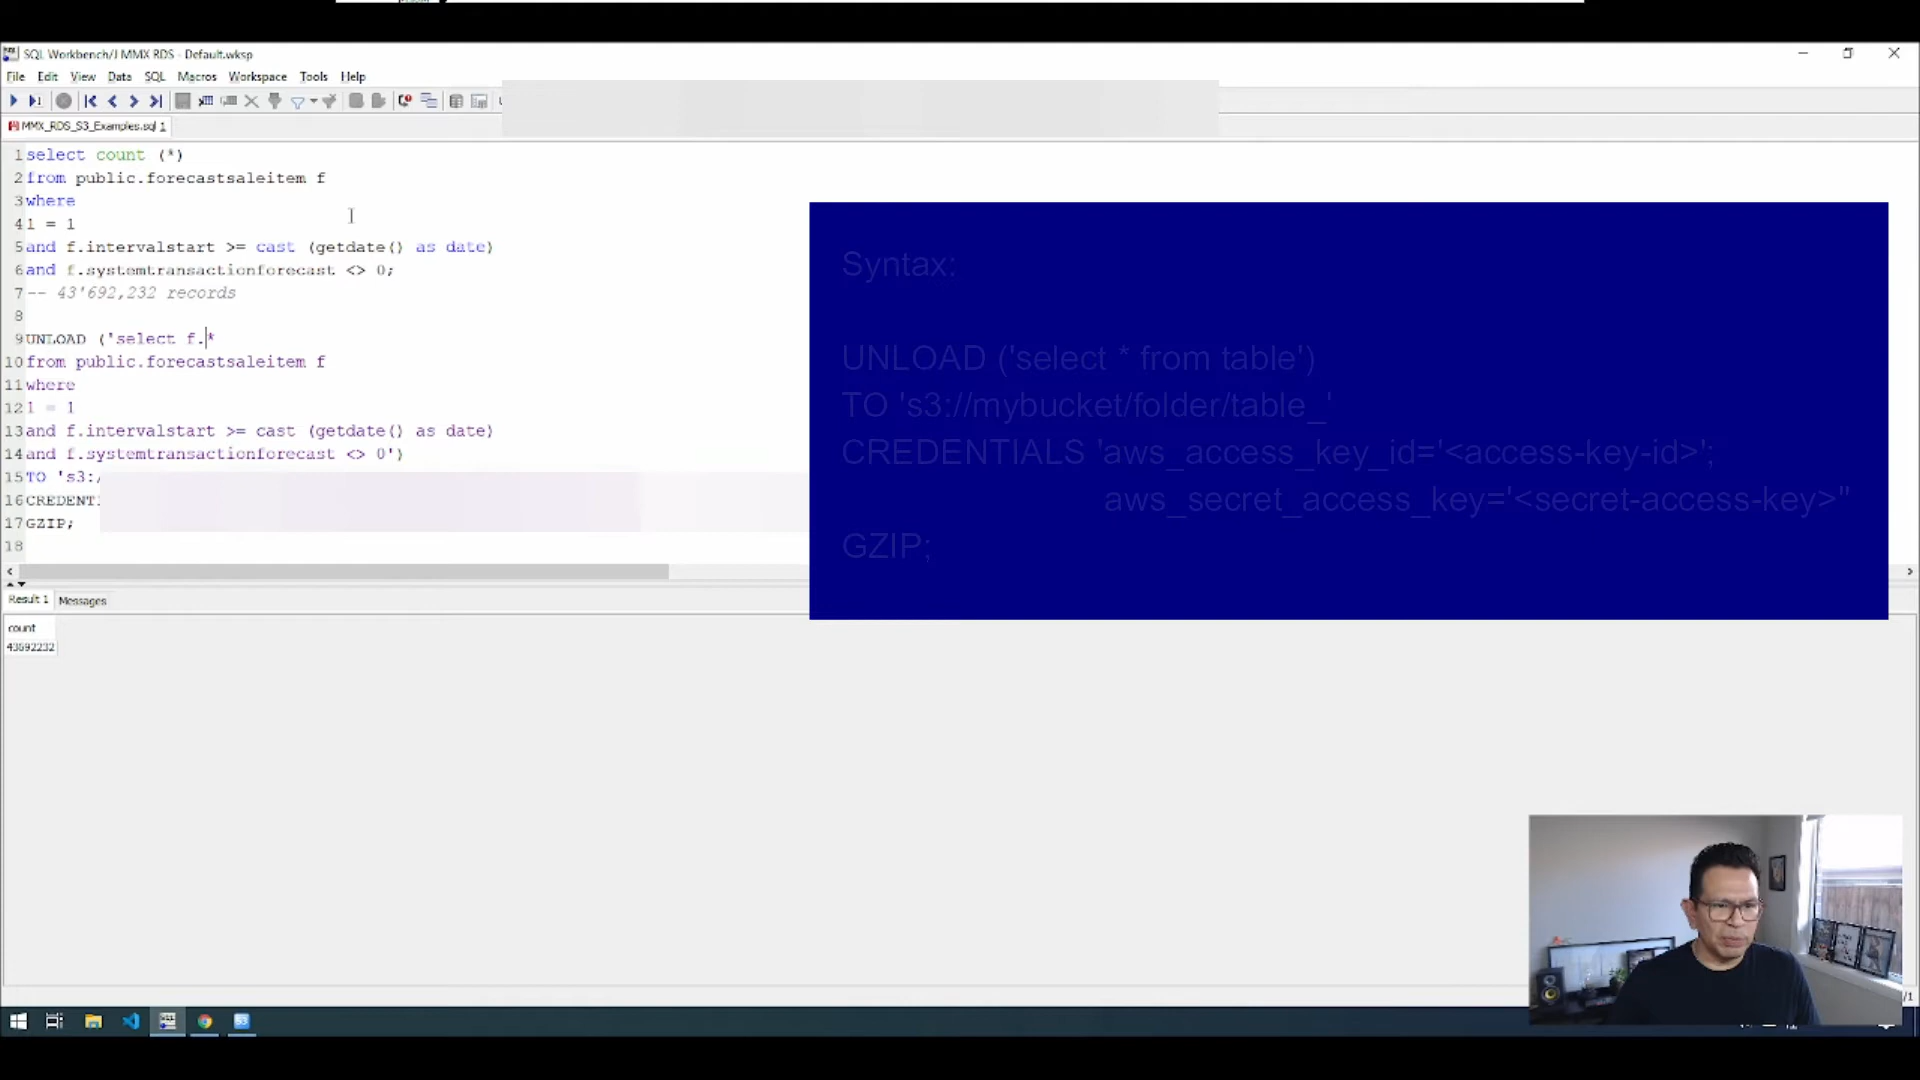 SQL Workbench/J MMX RDS - Default.wksp
File Edit View Data SQL Macros Workspace Tools Help
MMX_RDS_S3_Examples.sql 1
1 select count (*)
2 from public.forecastsaleitem f
3 where
4 1 = 1
5 and f.intervalstart >= cast (getdate() as date)
6 and f.systemtransactionforecast <> 0;
7 -- 43'692,232 records
8
9 UNLOAD ('select f.*
10 from public.forecastsaleitem f
11 where
12 1 = 1
13 and f.intervalstart >= cast (getdate() as date)
14 and f.systemtransactionforecast <> 0')
15 TO 's3:/
16 CREDENTI
17 GZIP;
18
Syntax:
UNLOAD ('select * from table')
TO 's3://mybucket/folder/table_'
CREDENTIALS 'aws_access_key_id='<access-key-id>';
aws_secret_access_key='<secret-access-key>''
GZIP;
Result 1 Messages
count
43692232
/1